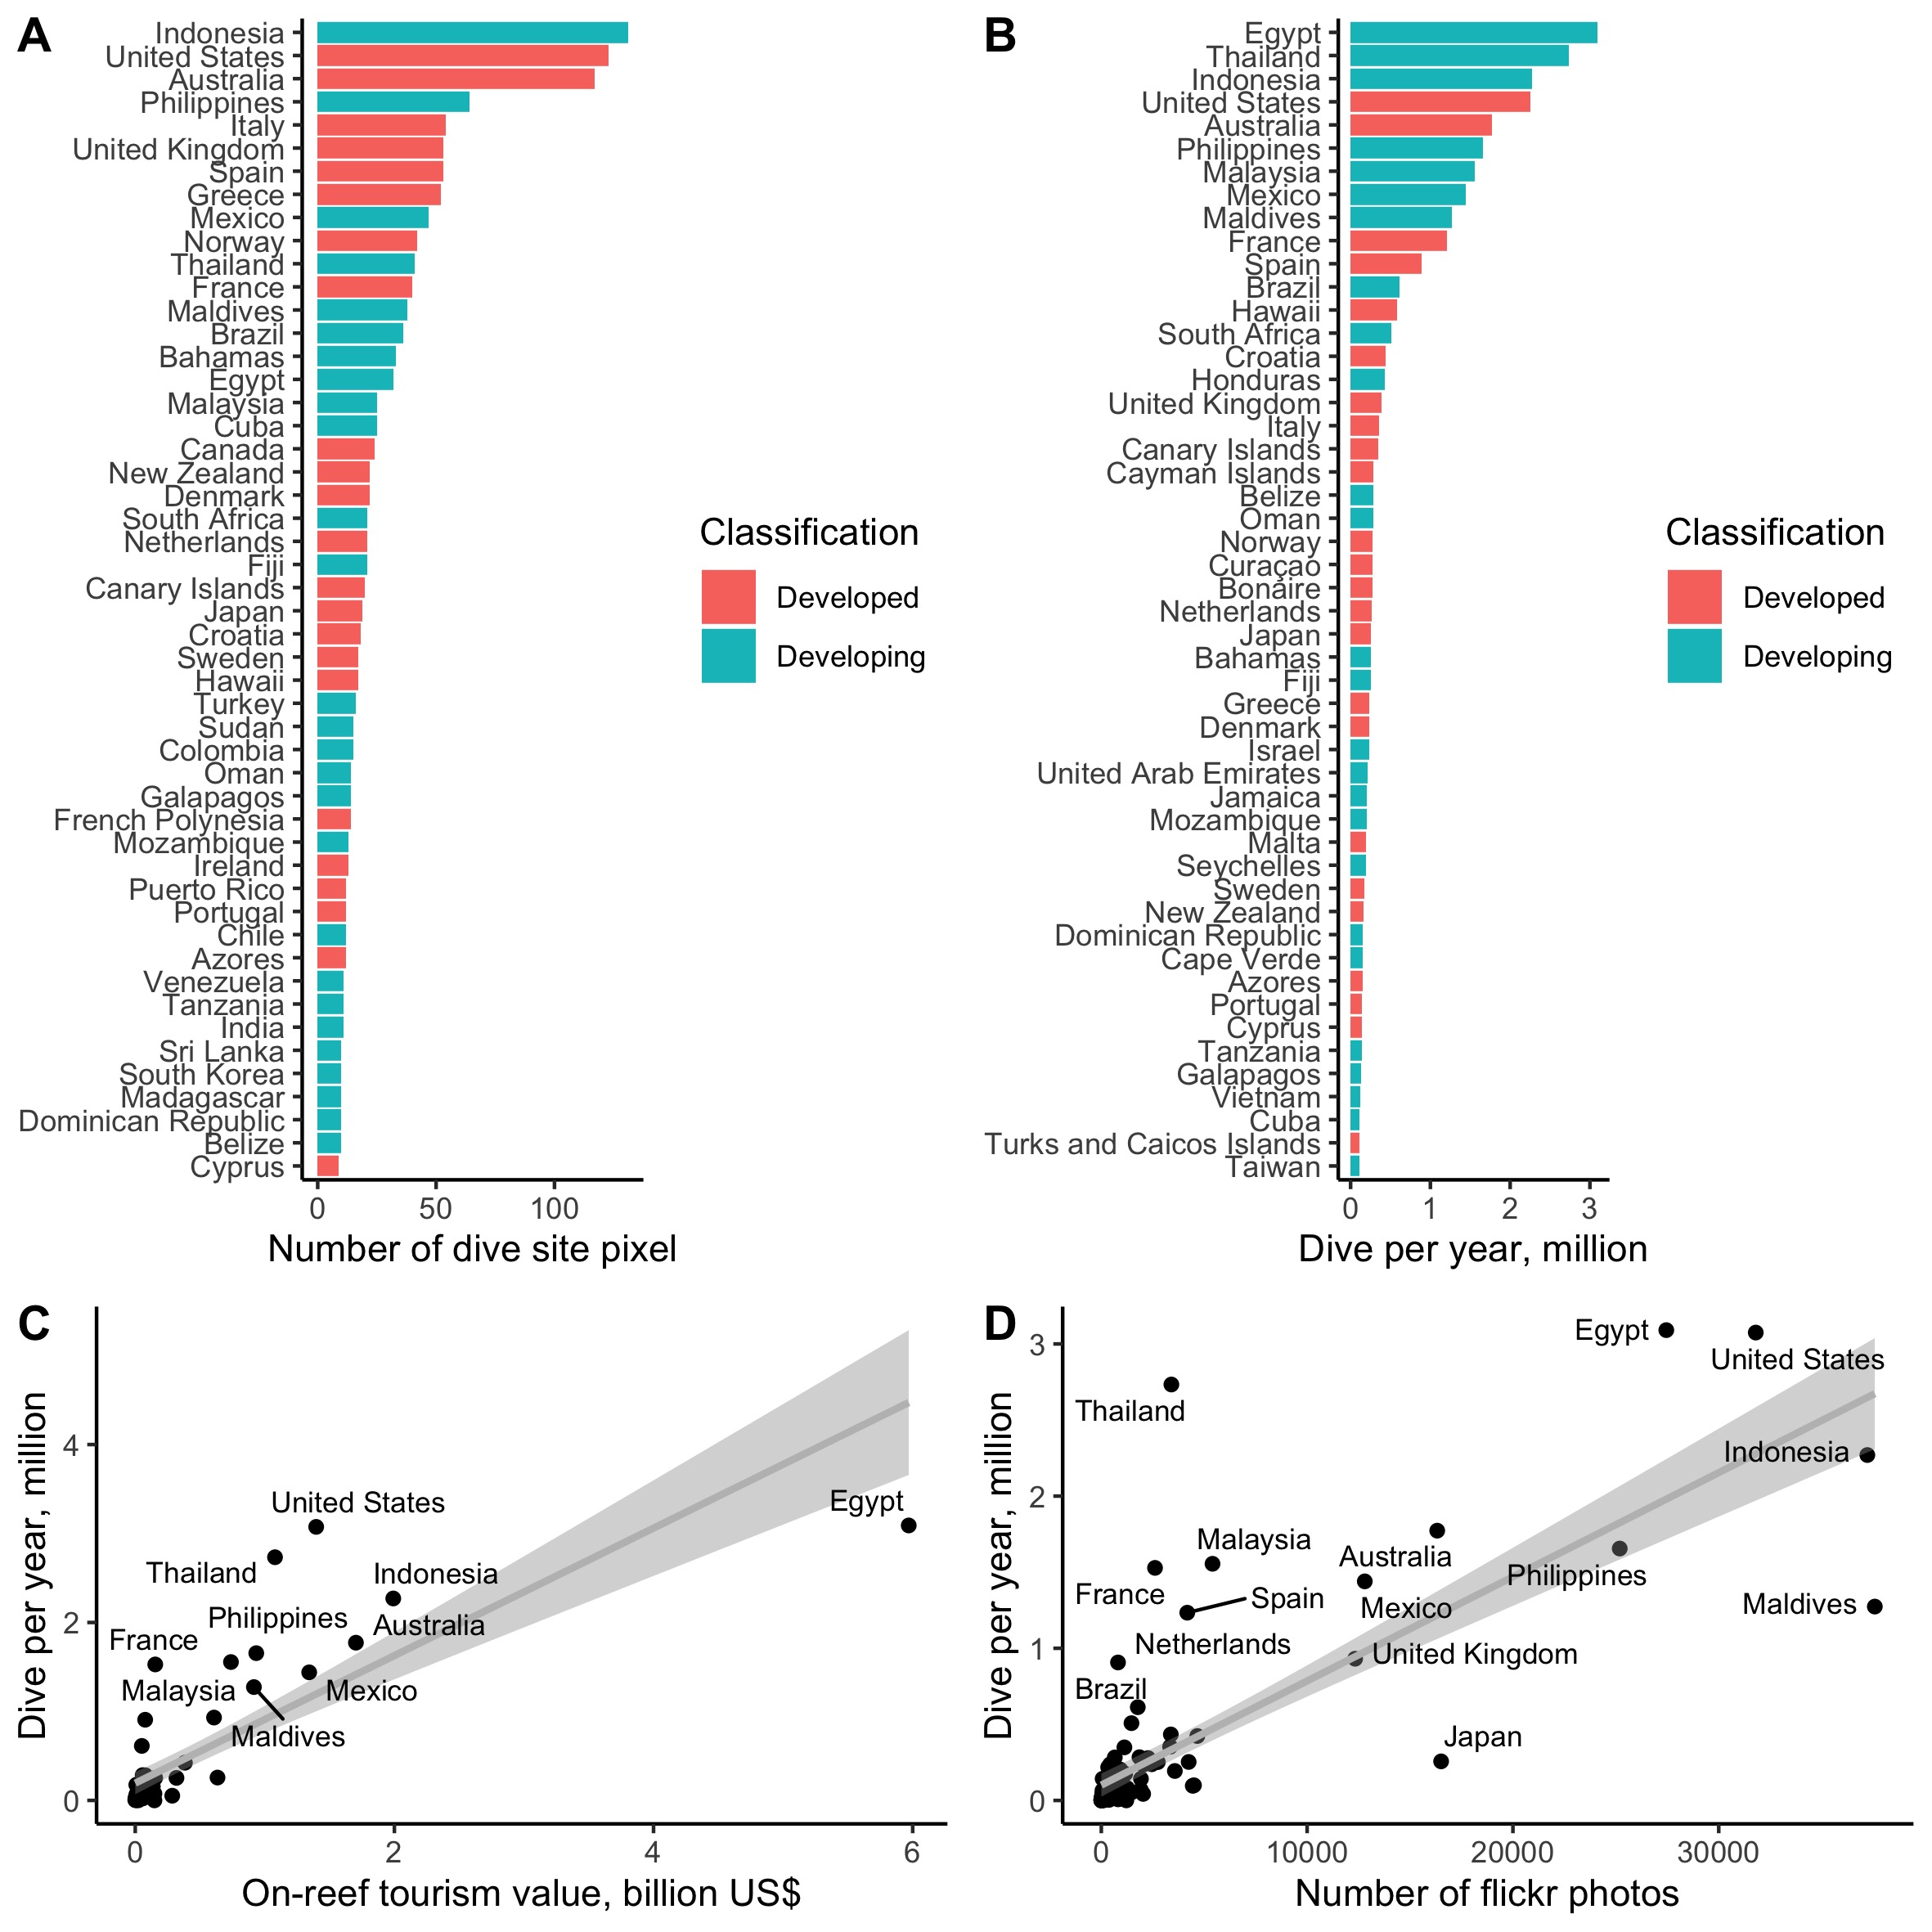 A
Indonesia
United States
Australia
Philippines
Italy
United Kingdom
Spain
Greece
Mexico
Norway
Thailand
France
Maldives
Brazil
Bahamas
Egypt
Malaysia
Cuba
Canada
New Zealand
Denmark
South Africa
Netherlands
Fiji
Canary Islands
Japan
Croatia
Sweden
Hawaii
Turkey
Sudan
Colombia
Oman
Galapagos
French Polynesia
Mozambique
Ireland
Puerto Rico
Portugal
Chile
Azores
Venezuela
Tanzania
India
Sri Lanka
South Korea
Madagascar
Dominican Republic
Belize
Cyprus
0 50 100
Number of dive site pixel
Classification
Developed
Developing
B
Egypt
Thailand
Indonesia
United States
Australia
Philippines
Malaysia
Mexico
Maldives
France
Spain
Brazil
Hawaii
South Africa
Croatia
Honduras
United Kingdom
Italy
Canary Islands
Cayman Islands
Belize
Oman
Norway
Curaçao
Bonaire
Netherlands
Japan
Bahamas
Fiji
Greece
Denmark
Israel
United Arab Emirates
Jamaica
Mozambique
Malta
Seychelles
Sweden
New Zealand
Dominican Republic
Cape Verde
Azores
Portugal
Cyprus
Tanzania
Galapagos
Vietnam
Cuba
Turks and Caicos Islands
Taiwan
0 1 2 3
Dive per year, million
Classification
Developed
Developing
C
Dive per year, million
4
2
0
United States
Egypt
Thailand
Indonesia
Philippines
Australia
France
Malaysia
Mexico
Maldives
0 2 4 6
On-reef tourism value, billion US$
D
Dive per year, million
3
2
1
0
Egypt
United States
Thailand
Indonesia
Malaysia
Australia
Philippines
France
Spain
Mexico
Maldives
Netherlands
United Kingdom
Brazil
Japan
0 10000 20000 30000
Number of flickr photos